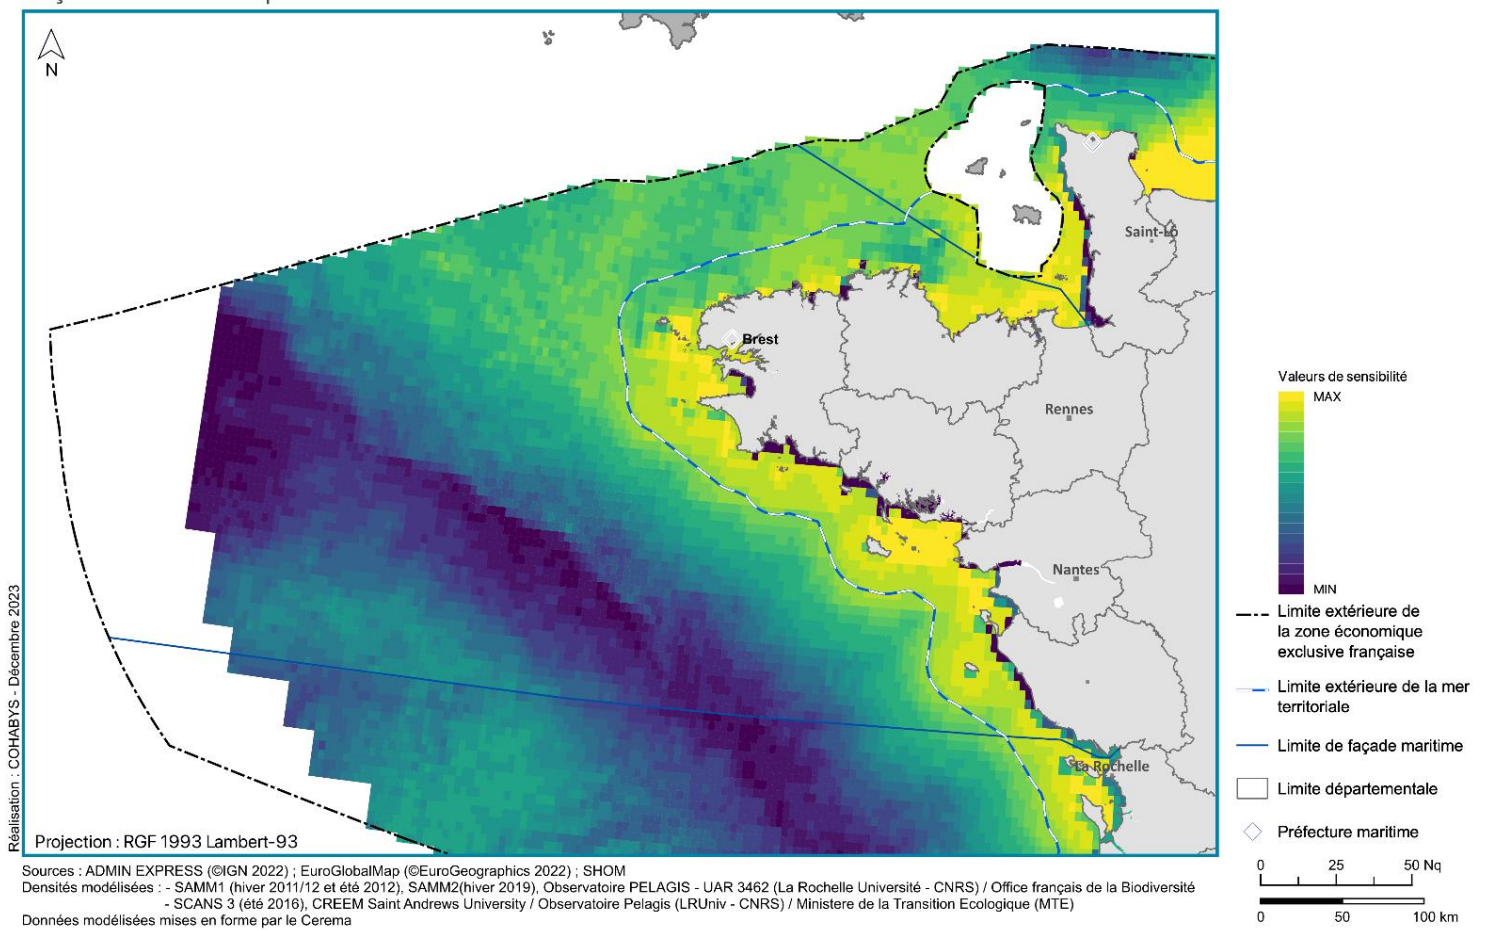 N
Saint-Lô
Brest
Rennes
Nantes
La Rochelle
Projection : RGF 1993 Lambert-93
Réalisation : COHABYS - Décembre 2023
Valeurs de sensibilité
MAX
MIN
Limite extérieure de
la zone économique
exclusive française
Limite extérieure de la mer
territoriale
Limite de façade maritime
Limite départementale
Préfecture maritime
0 25 50 Nq
0 50 100 km
Sources : ADMIN EXPRESS (©IGN 2022) ; EuroGlobalMap (©EuroGeographics 2022) ; SHOM
Densités modélisées : - SAMM1 (hiver 2011/12 et été 2012), SAMM2(hiver 2019), Observatoire PELAGIS - UAR 3462 (La Rochelle Université - CNRS) / Office français de la Biodiversité
- SCANS 3 (été 2016), CREEM Saint Andrews University / Observatoire Pelagis (LRUniv - CNRS) / Ministere de la Transition Ecologique (MTE)
Données modélisées mises en forme par le Cerema